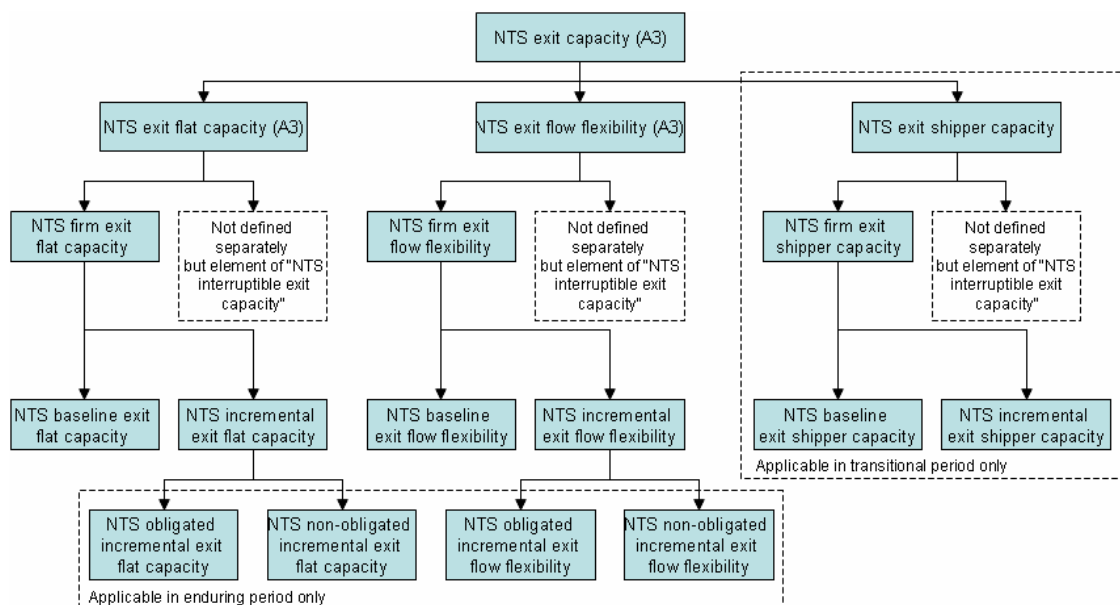 NTS exit capacity (A3)
NTS exit flat capacity (A3)
NTS exit flow flexibility (A3)
NTS exit shipper capacity
NTS firm exit
flat capacity
Not defined
separately
but element of "NTS
interruptible exit
capacity"
NTS firm exit
flow flexibility
Not defined
separately
but element of "NTS
interruptible exit
capacity"
NTS firm exit
shipper capacity
Not defined
separately
but element of "NTS
interruptible exit
capacity"
NTS baseline exit
flat capacity
NTS incremental
exit flat capacity
NTS baseline
exit flow flexibility
NTS incremental
exit flow flexibility
NTS baseline
exit shipper capacity
NTS incremental
exit shipper capacity
Applicable in transitional period only
NTS obligated
incremental exit
flat capacity
NTS non-obligated
incremental exit
flat capacity
NTS obligated
incremental exit
flow flexibility
NTS non-obligated
incremental exit
flow flexibility
Applicable in enduring period only